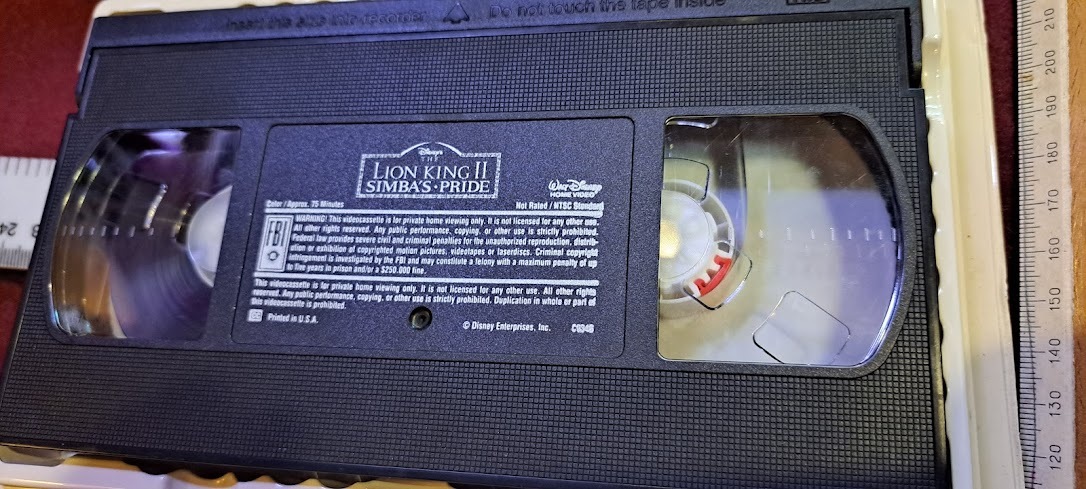 Insert this side into recorder
Do not touch the tape inside
Disney's
THE
LION KING II
SIMBA'S·PRIDE
WALT DISNEY
HOME VIDEO
Color/Approx. 75 Minutes
Not Rated / NTSC Standard
FBI
WARNING! This videocassette is for private home viewing only. It is not licensed for any other use.
All other rights reserved. Any public performance, copying, or other use is strictly prohibited.
Federal law provides severe civil and criminal penalties for the unauthorized reproduction, distrib-
ution or exhibition of copyrighted motion pictures, videotapes or laserdiscs. Criminal copyright
infringement is investigated by the FBI and may constitute a felony with a maximum penalty of up
to five years in prison and/or a $250,000 fine.
This videocassette is for private home viewing only. It is not licensed for any other use. All other rights
reserved. Any public performance, copying, or other use is strictly prohibited. Duplication in whole or part of
this videocassette is prohibited.
Printed in U.S.A.
© Disney Enterprises, Inc.
24
210
200
190
180
170
160
150
140
130
120